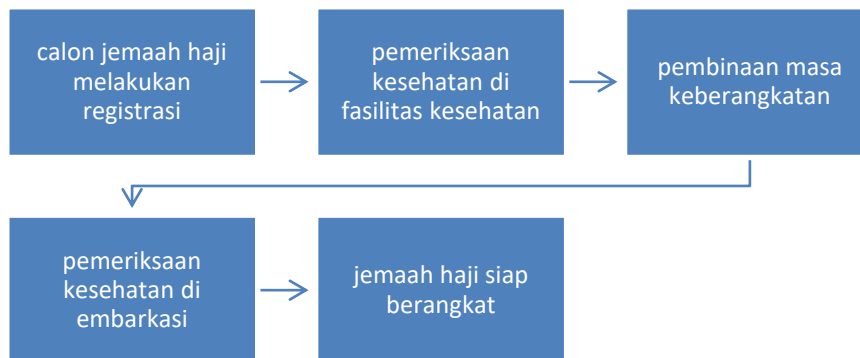 calon jemaah haji
melakukan
registrasi
pemeriksaan
kesehatan di
fasilitas kesehatan
pembinaan masa
keberangkatan
pemeriksaan
kesehatan di
embarkasi
jemaah haji siap
berangkat